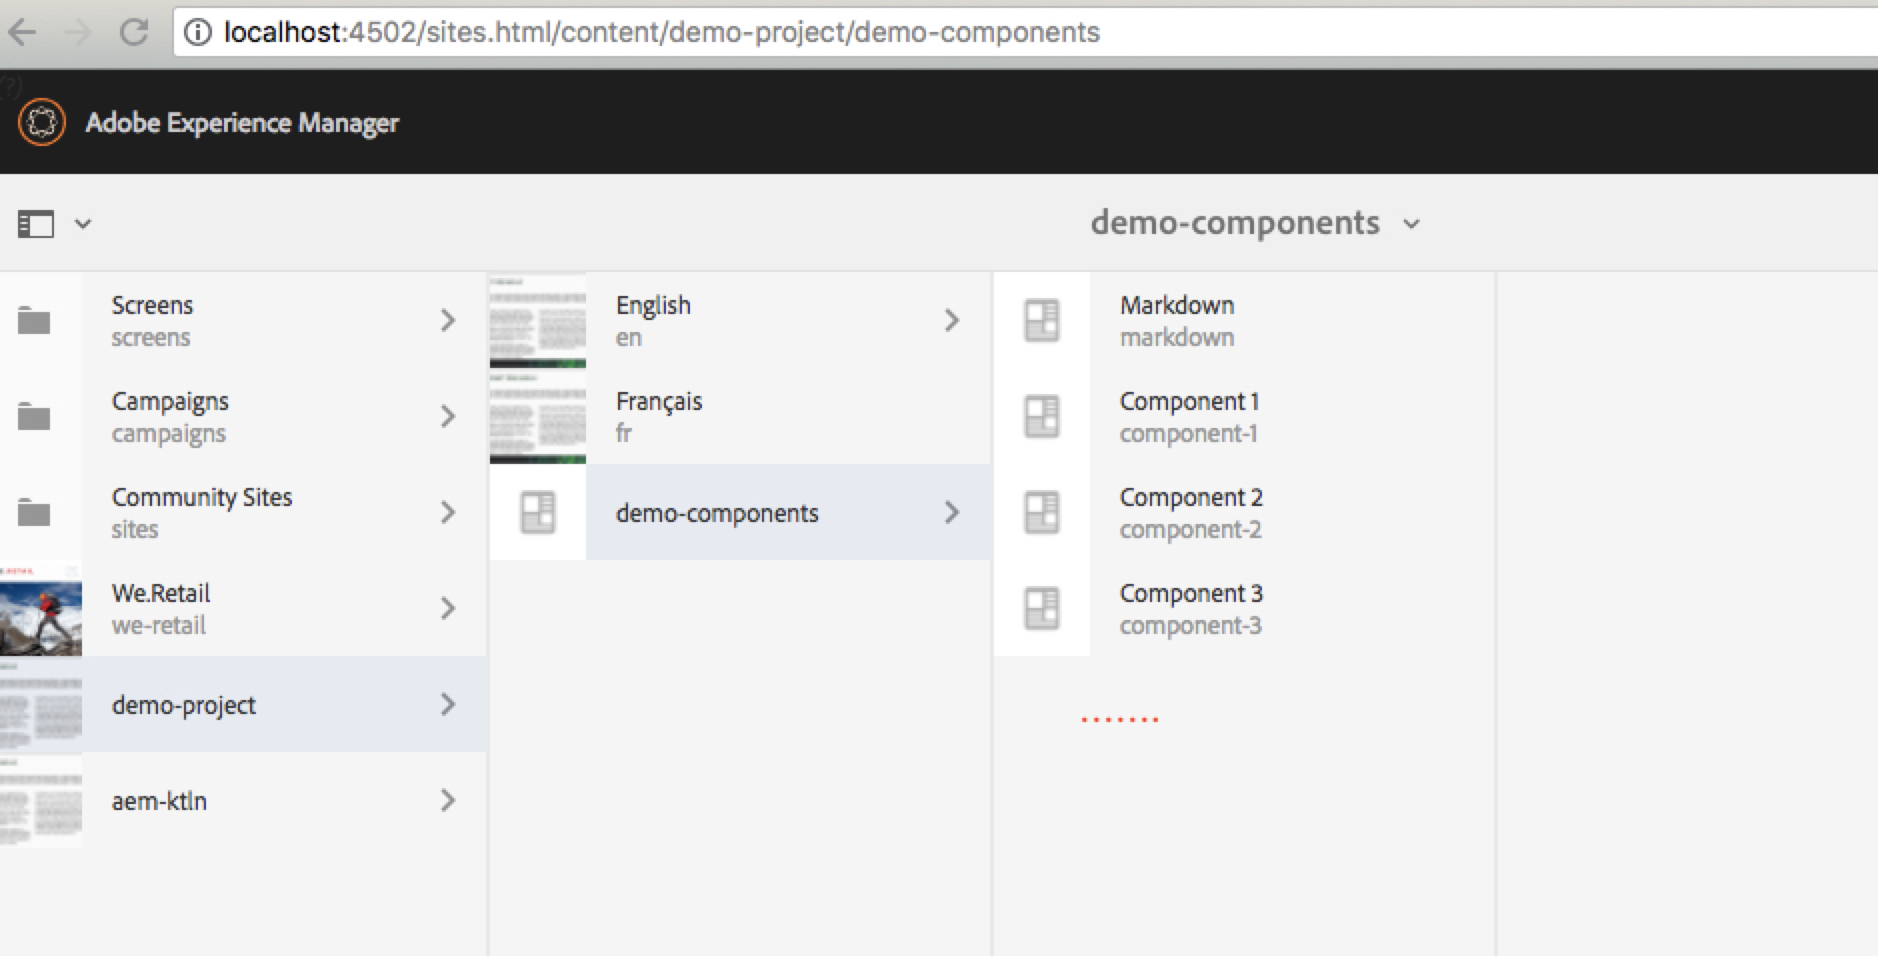 localhost:4502/sites.html/content/demo-project/demo-components
Adobe Experience Manager
demo-components
Screens
screens
Campaigns
campaigns
Community Sites
sites
We.Retail
we-retail
demo-project
aem-ktln
English
en
Français
fr
demo-components
Markdown
markdown
Component 1
component-1
Component 2
component-2
Component 3
component-3
.......